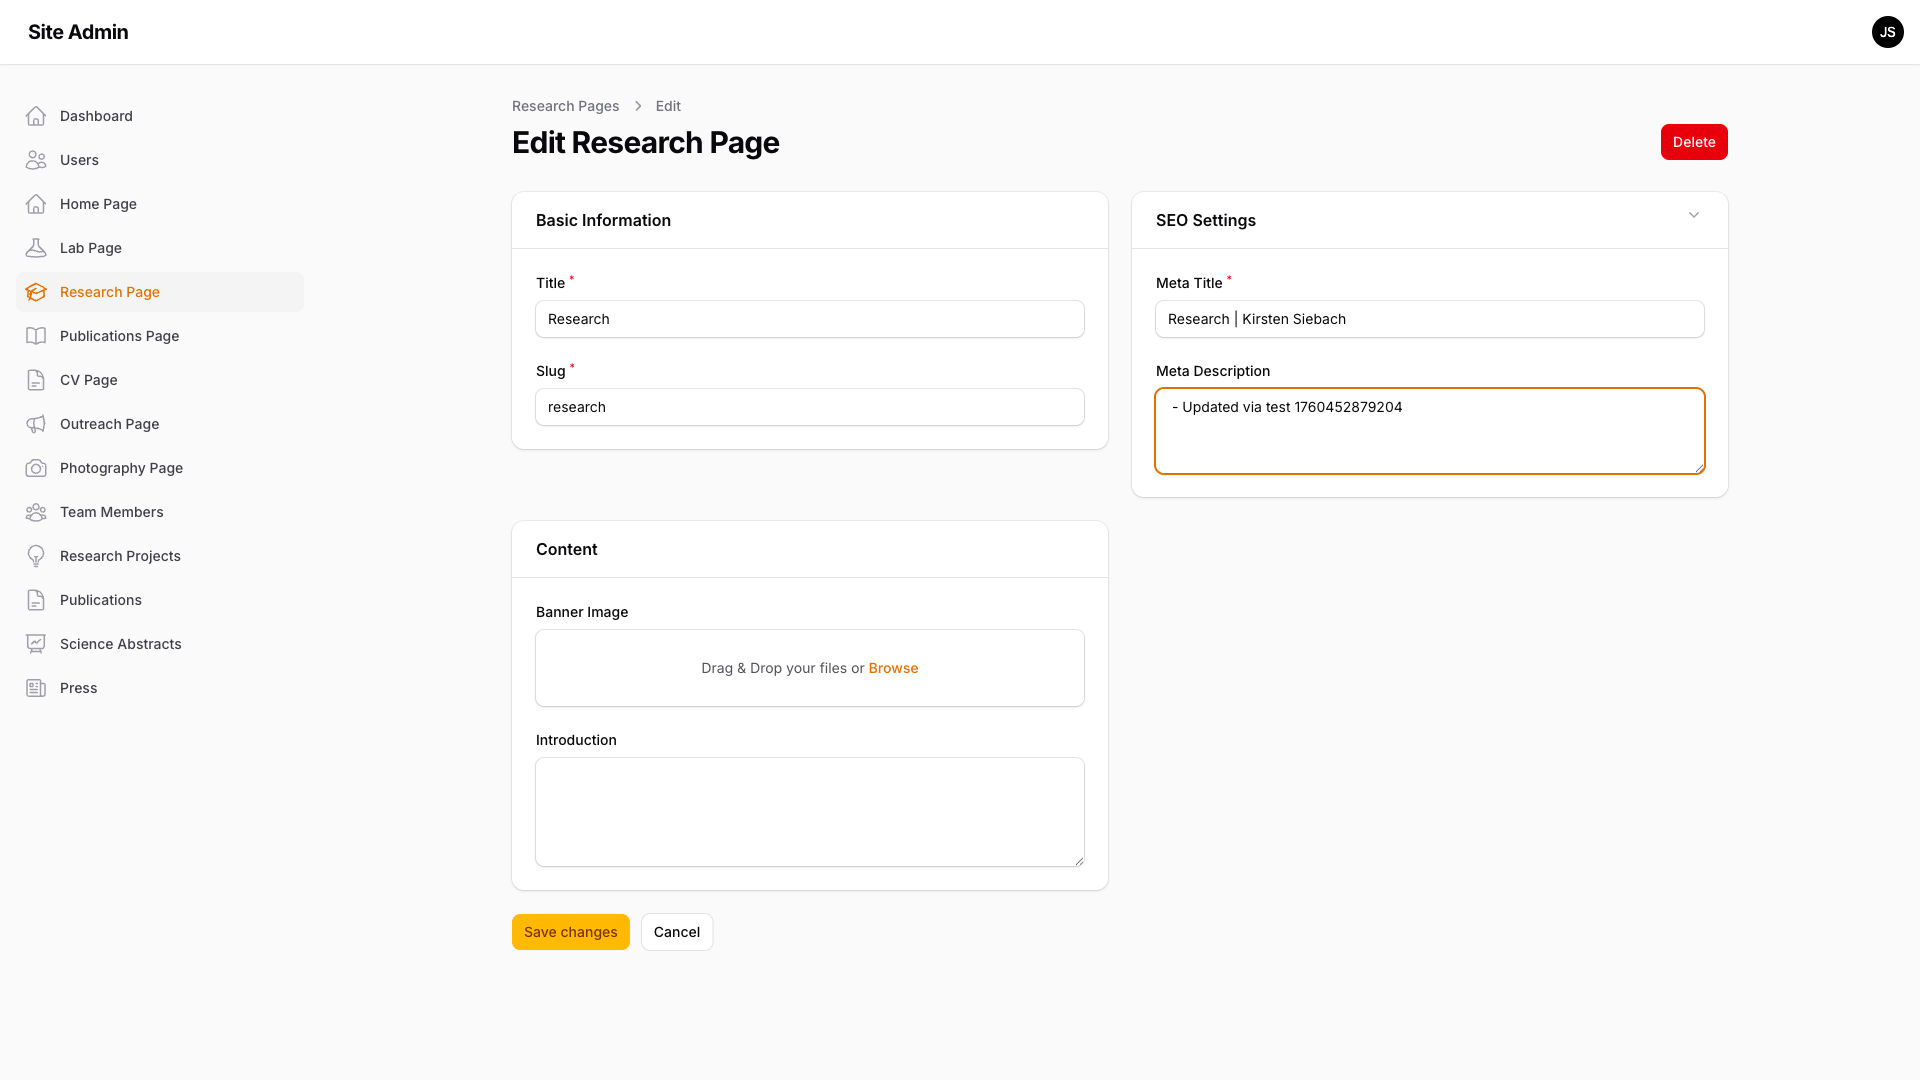 Site Admin
JS
Dashboard
Users
Home Page
Lab Page
Research Page
Publications Page
CV Page
Outreach Page
Photography Page
Team Members
Research Projects
Publications
Science Abstracts
Press
Research Pages > Edit
Edit Research Page
Delete
Basic Information
Title *
Research
Slug *
research
SEO Settings
Meta Title *
Research | Kirsten Siebach
Meta Description
- Updated via test 1760452879204
Content
Banner Image
Drag & Drop your files or Browse
Introduction
Save changes
Cancel